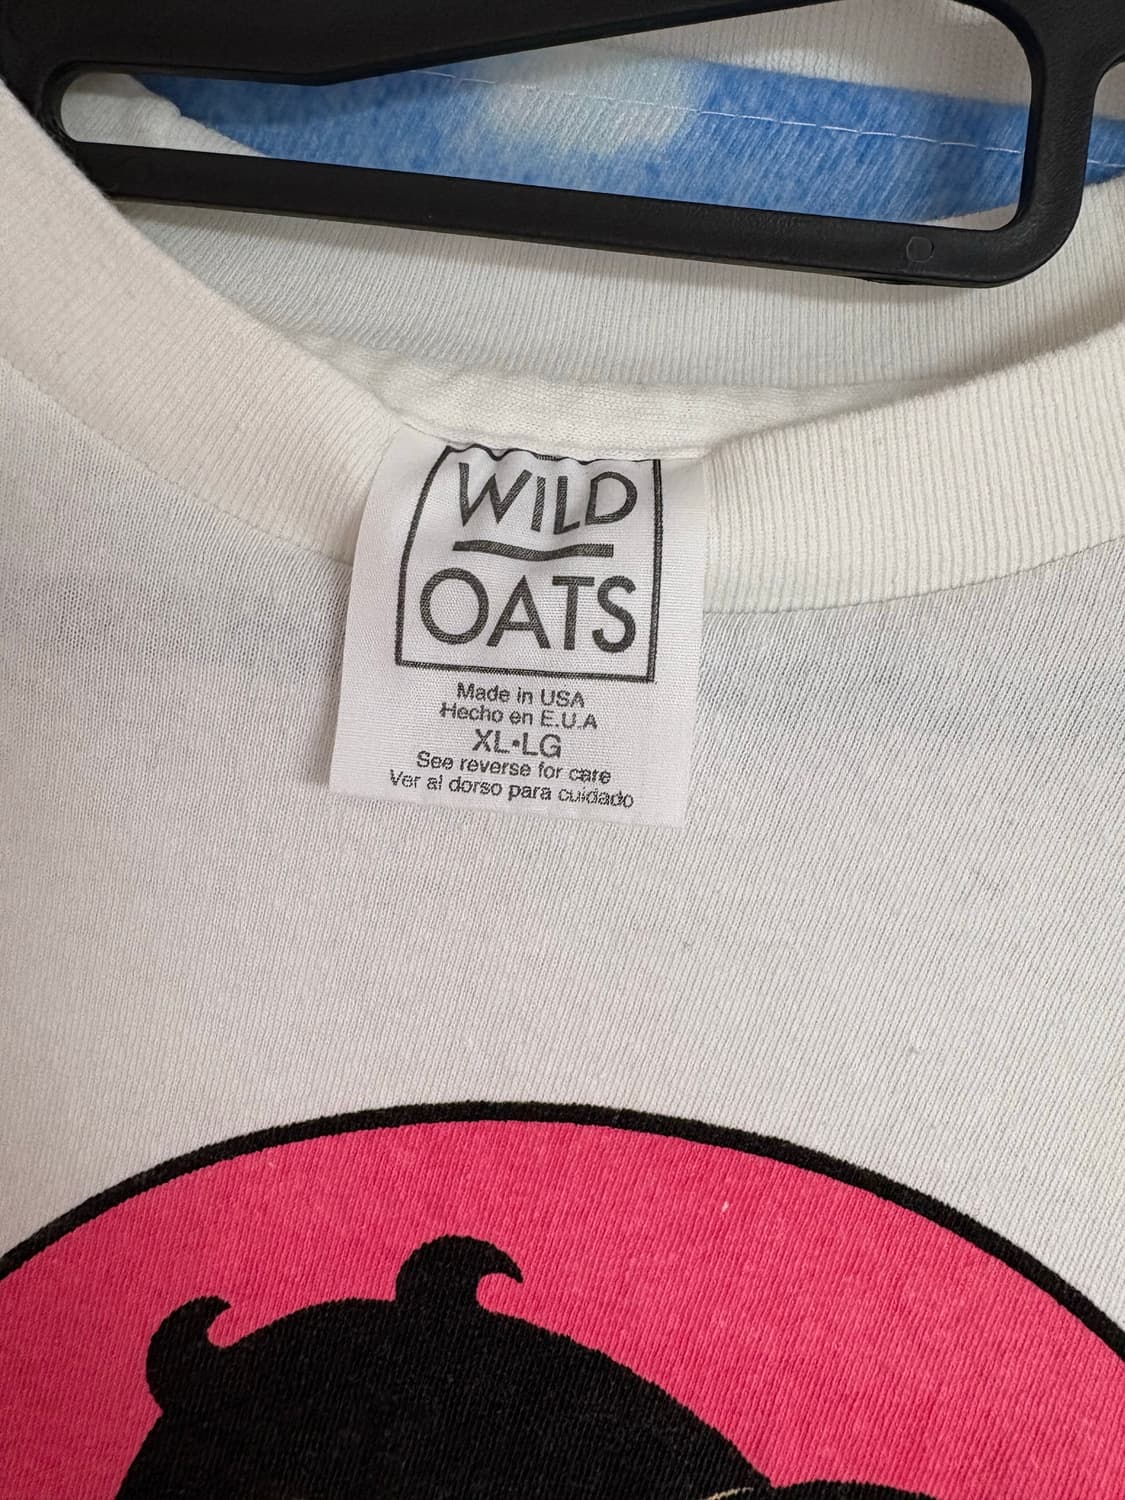 WILD
OATS
Made in USA
Hecho en E.U.A
XL•LG
See reverse for care
Ver al dorso para cuidado